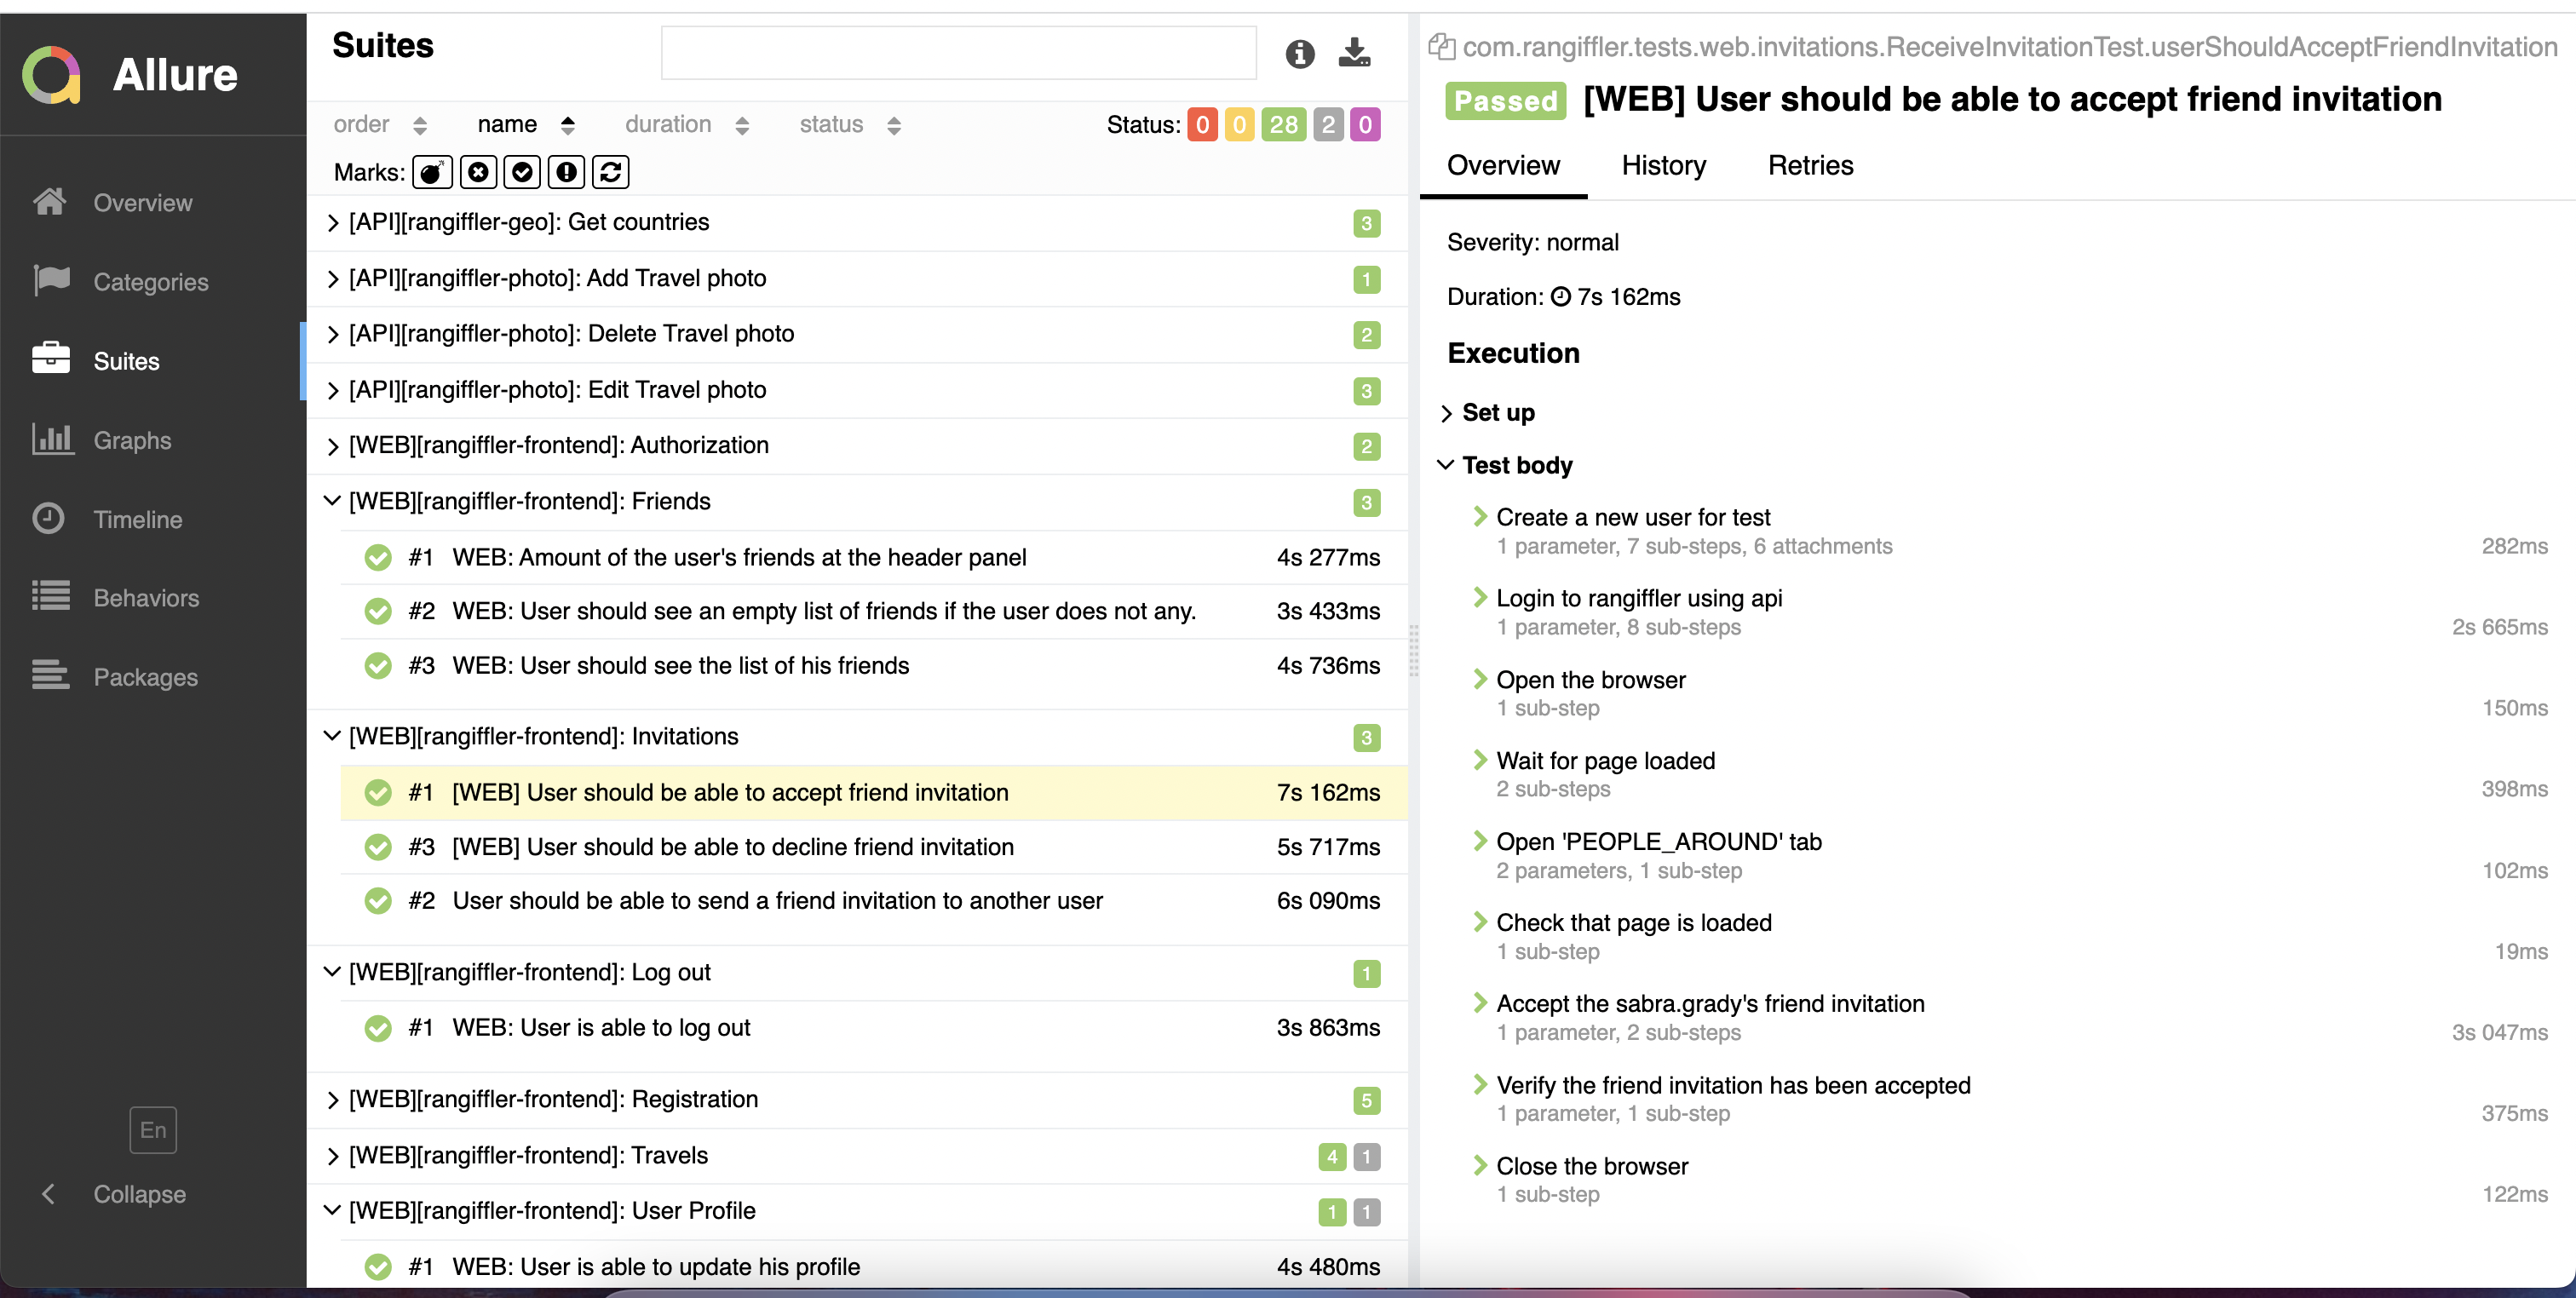 Allure
Overview
Categories
Suites
Graphs
Timeline
Behaviors
Packages
En
Collapse
Suites
order name duration status Status: 0 0 28 2 0
Marks:
[API][rangiffler-geo]: Get countries 3
[API][rangiffler-photo]: Add Travel photo 1
[API][rangiffler-photo]: Delete Travel photo 2
[API][rangiffler-photo]: Edit Travel photo 3
[WEB][rangiffler-frontend]: Authorization 2
[WEB][rangiffler-frontend]: Friends 3
#1 WEB: Amount of the user's friends at the header panel 4s 277ms
#2 WEB: User should see an empty list of friends if the user does not any. 3s 433ms
#3 WEB: User should see the list of his friends 4s 736ms
[WEB][rangiffler-frontend]: Invitations 3
#1 [WEB] User should be able to accept friend invitation 7s 162ms
#3 [WEB] User should be able to decline friend invitation 5s 717ms
#2 User should be able to send a friend invitation to another user 6s 090ms
[WEB][rangiffler-frontend]: Log out 1
#1 WEB: User is able to log out 3s 863ms
[WEB][rangiffler-frontend]: Registration 5
[WEB][rangiffler-frontend]: Travels 4 1
[WEB][rangiffler-frontend]: User Profile 1 1
#1 WEB: User is able to update his profile 4s 480ms
com.rangiffler.tests.web.invitations.ReceiveInvitationTest.userShouldAcceptFriendInvitation
Passed [WEB] User should be able to accept friend invitation
Overview History Retries
Severity: normal
Duration: 7s 162ms
Execution
Set up
Test body
Create a new user for test
1 parameter, 7 sub-steps, 6 attachments 282ms
Login to rangiffler using api
1 parameter, 8 sub-steps 2s 665ms
Open the browser
1 sub-step 150ms
Wait for page loaded
2 sub-steps 398ms
Open 'PEOPLE_AROUND' tab
2 parameters, 1 sub-step 102ms
Check that page is loaded
1 sub-step 19ms
Accept the sabra.grady's friend invitation
1 parameter, 2 sub-steps 3s 047ms
Verify the friend invitation has been accepted
1 parameter, 1 sub-step 375ms
Close the browser
1 sub-step 122ms